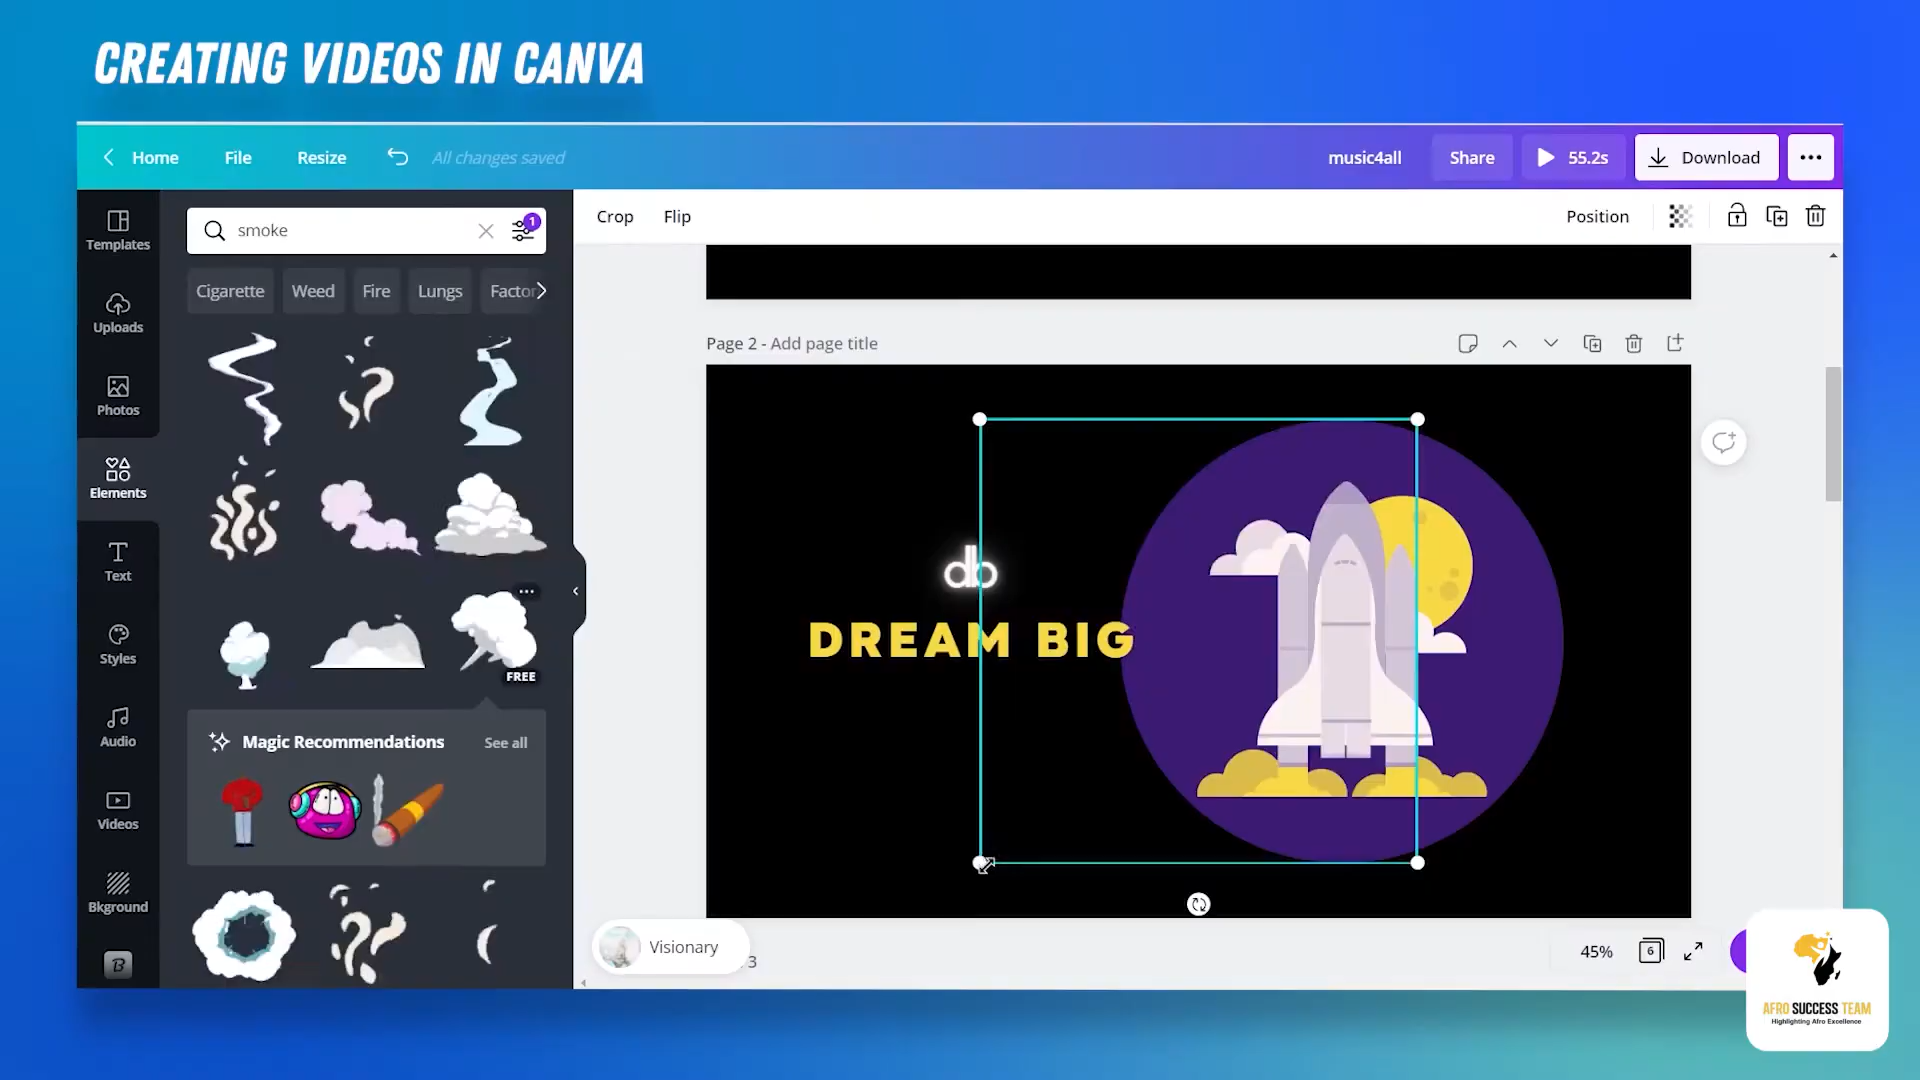 CREATING VIDEOS IN CANVA
Home File Resize All changes saved music4all Share 55.2s Download
Templates
Uploads
Photos
Elements
Text
Styles
Audio
Videos
Bkground
B
smoke
1
Cigarette Weed Fire Lungs Factor
FREE
Magic Recommendations See all
Crop Flip Position
Page 2 - Add page title
db
DREAM BIG
Visionary
3
45% 6
AFRO SUCCESS TEAM
Highlighting Afro Excellence